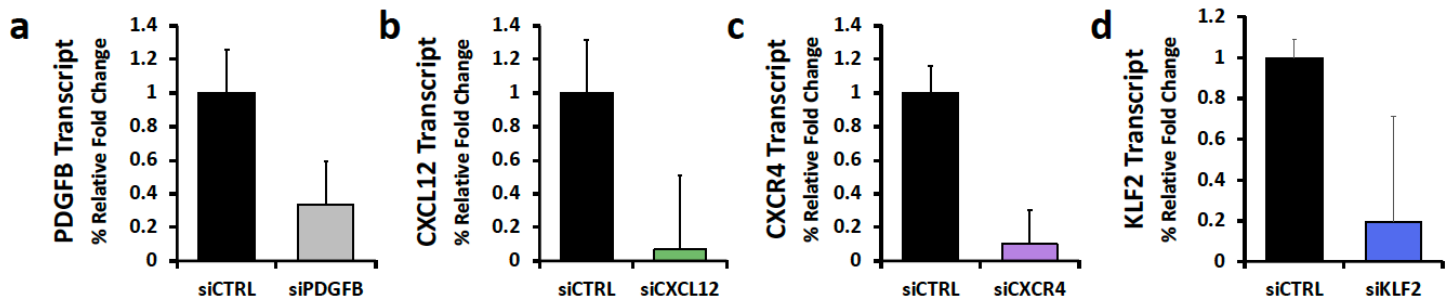 a
PDGFB Transcript
% Relative Fold Change
1.4
1.2
1
0.8
0.6
0.4
0.2
0
siCTRL siPDGFB
b
CXCL12 Transcript
% Relative Fold Change
1.4
1.2
1
0.8
0.6
0.4
0.2
0
siCTRL siCXCL12
c
CXCR4 Transcript
% Relative Fold Change
1.4
1.2
1
0.8
0.6
0.4
0.2
0
siCTRL siCXCR4
d
KLF2 Transcript
% Relative Fold Change
1.2
1
0.8
0.6
0.4
0.2
0
siCTRL siKLF2